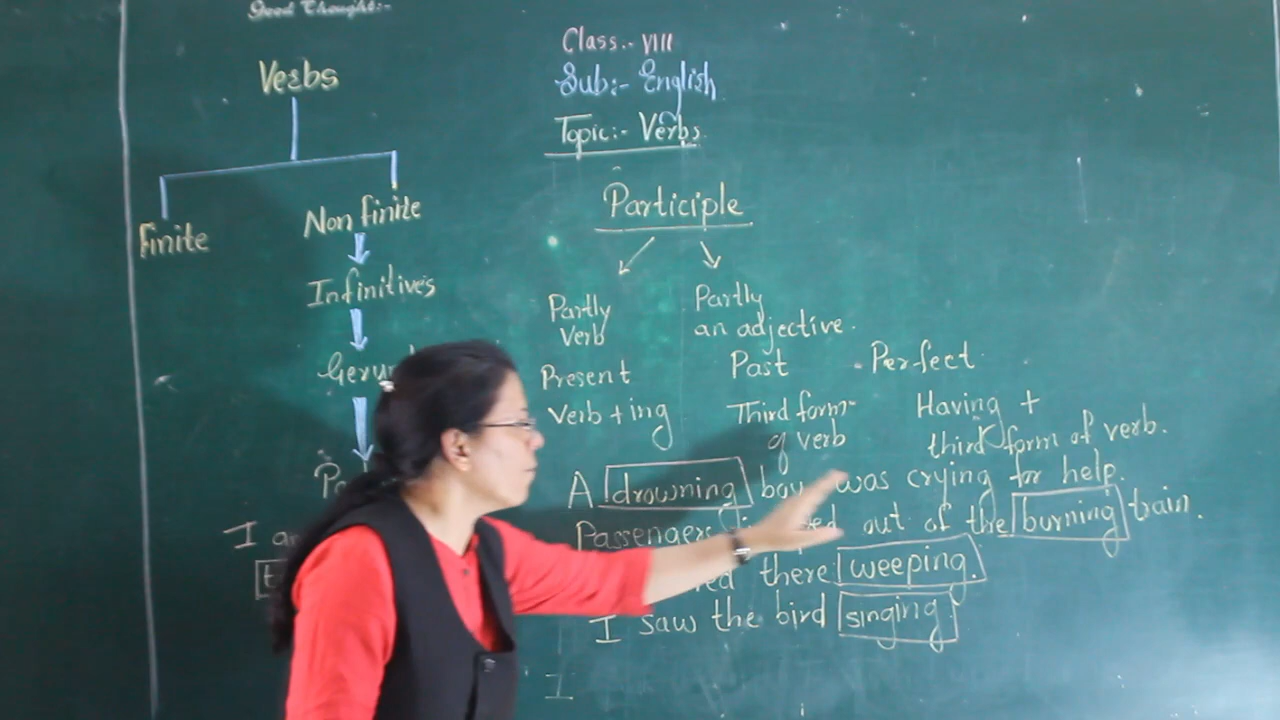 Good Thought:-
Class.- VIII
Sub:- English
Topic:- Verbs.
Verbs
Finite
Non finite
Infinitives
I
Participle
Partly Verb
Partly an adjective.
Present
Past
Perfect
Verb + ing
Third form of verb
Having + third form of verb.
A drowning boy was crying for help.
Passengers out of the burning train.
there weeping.
I saw the bird singing
I